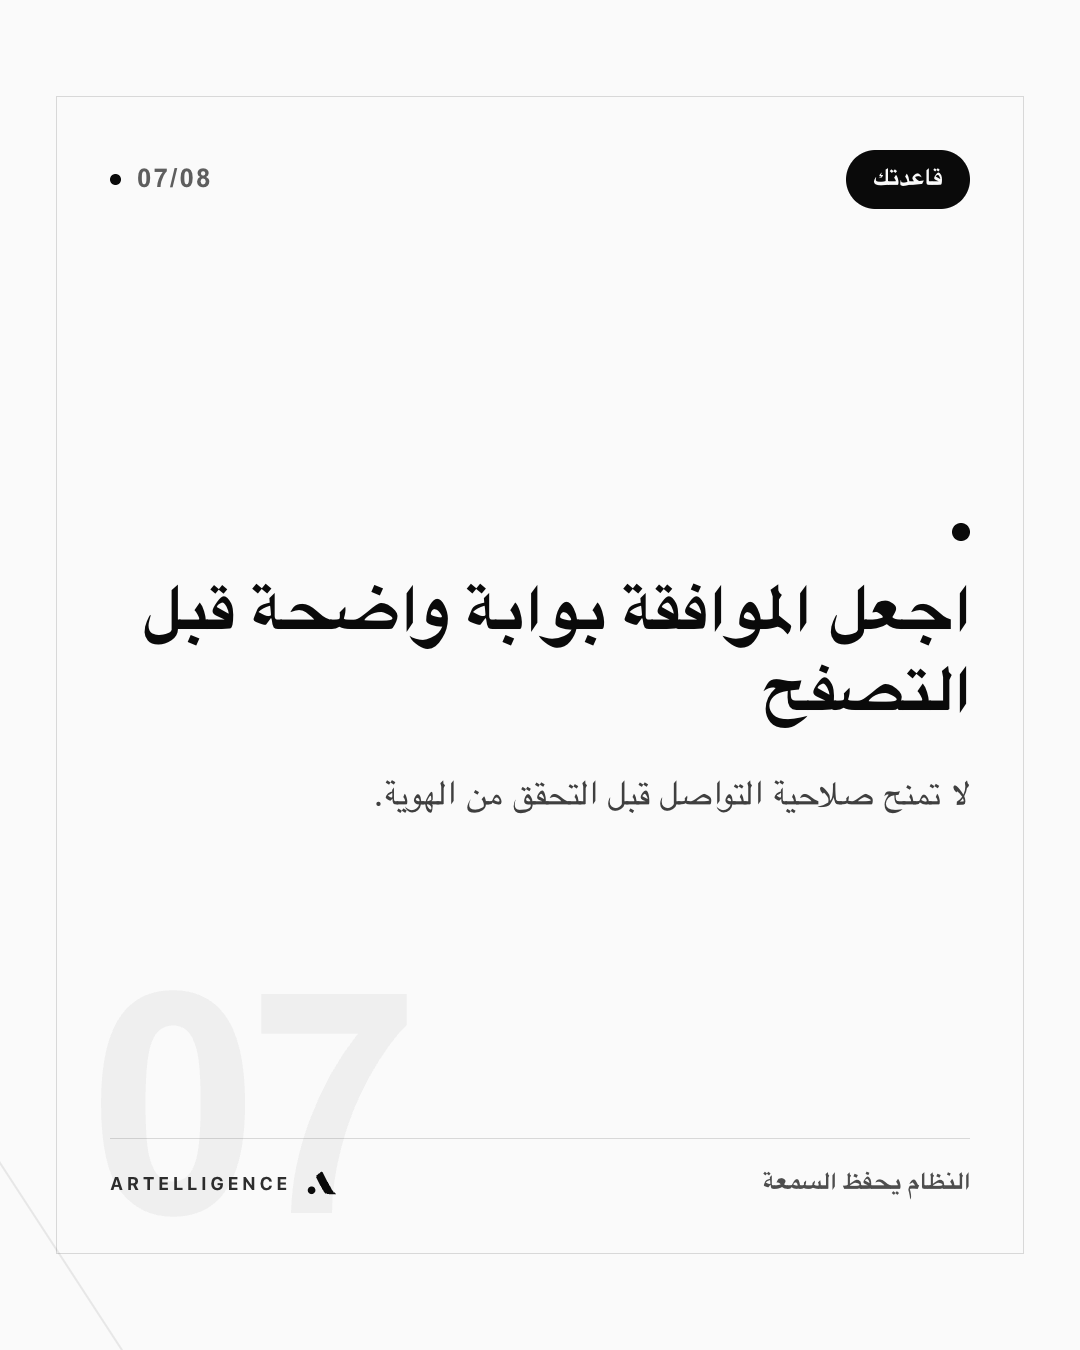 قاعدتك
07/08
اجعل الموافقة بوابة واضحة قبل
التصفح
لا تمنح صلاحية التواصل قبل التحقق من الهوية.
07
النظام يحفظ السمعة
ARTELLIGENCE